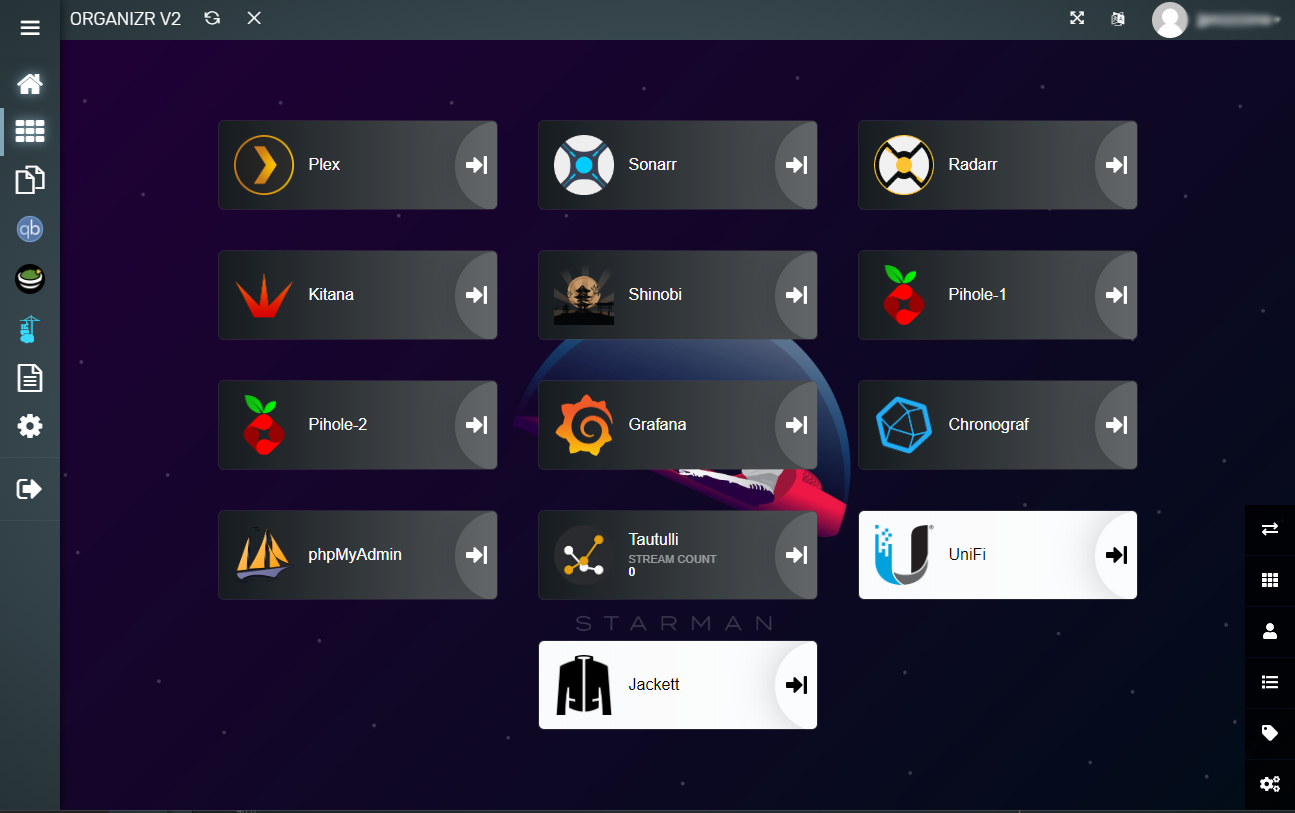 ORGANIZR V2
Plex
Sonarr
Radarr
Kitana
Shinobi
Pihole-1
Pihole-2
Grafana
Chronograf
phpMyAdmin
Tautulli
STREAM COUNT
0
UniFi
STARMAN
Jackett
qb